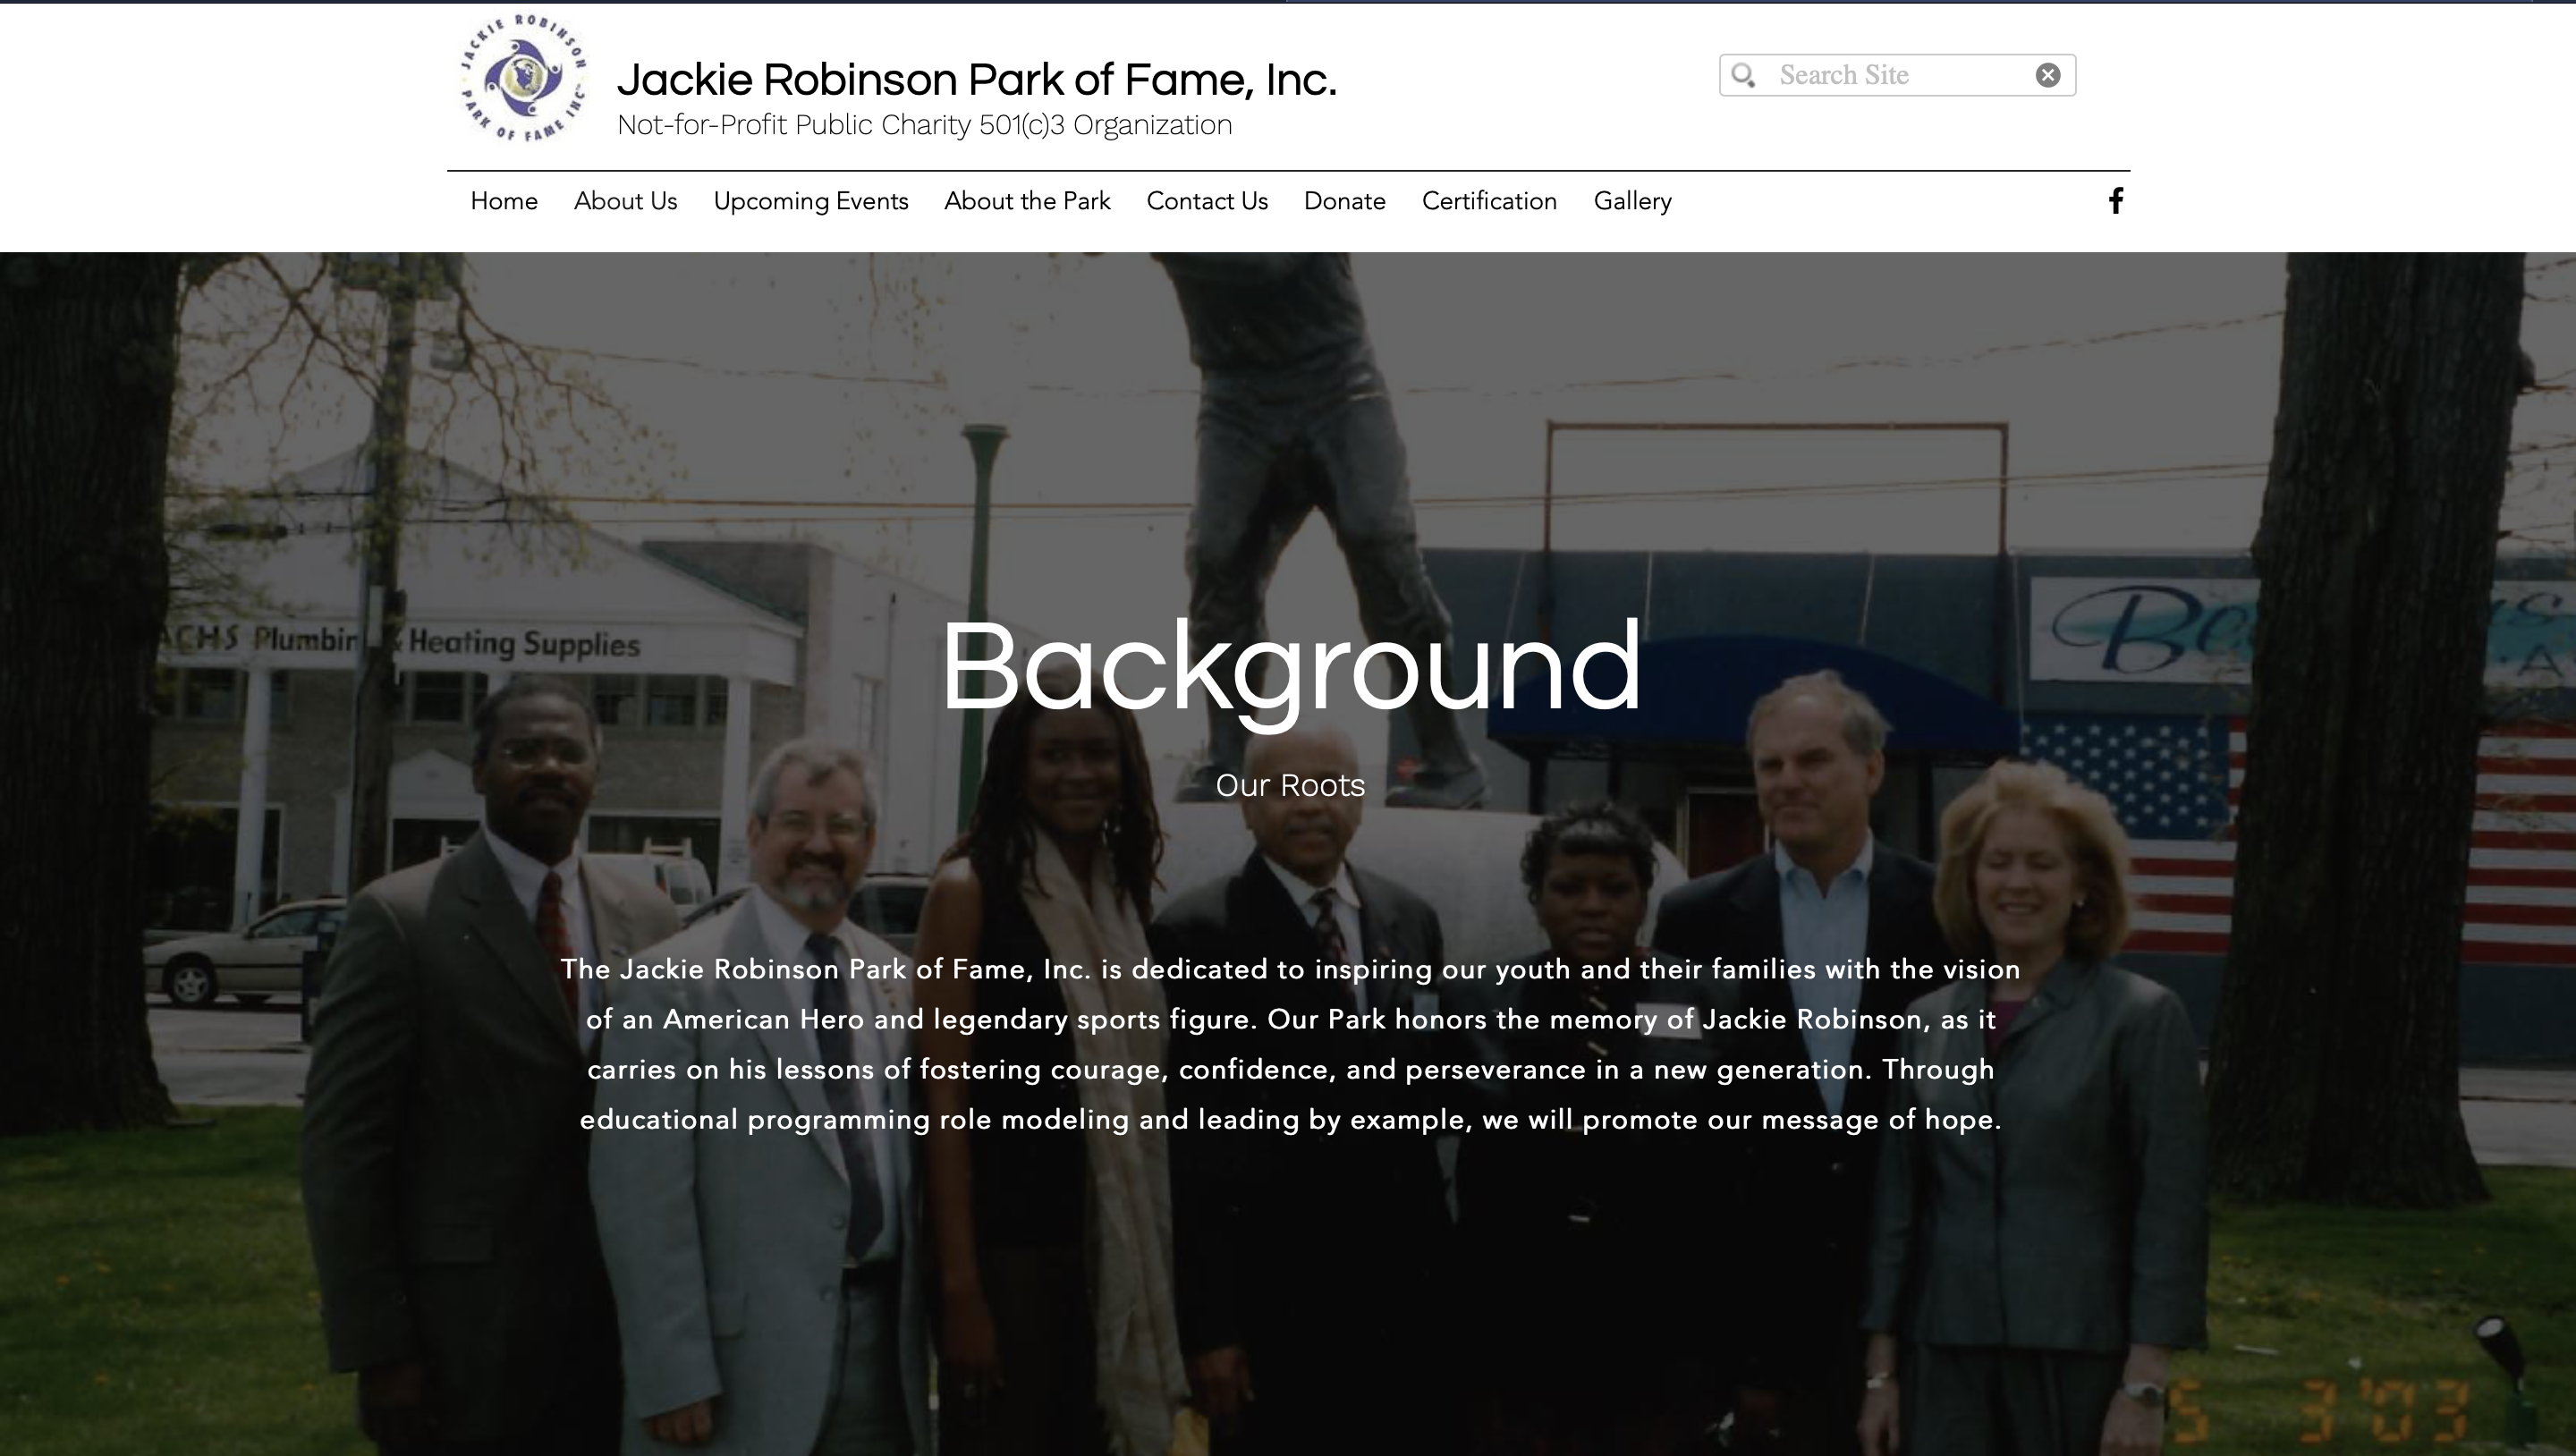 JACKIE ROBINSON PARK OF FAME INC™
Jackie Robinson Park of Fame, Inc.
Not-for-Profit Public Charity 501(c)3 Organization
Search Site
Home About Us Upcoming Events About the Park Contact Us Donate Certification Gallery
f
ACHS Plumbin & Heating Supplies
Background
Our Roots
The Jackie Robinson Park of Fame, Inc. is dedicated to inspiring our youth and their families with the vision
of an American Hero and legendary sports figure. Our Park honors the memory of Jackie Robinson, as it
carries on his lessons of fostering courage, confidence, and perseverance in a new generation. Through
educational programming role modeling and leading by example, we will promote our message of hope.
5 3 '03